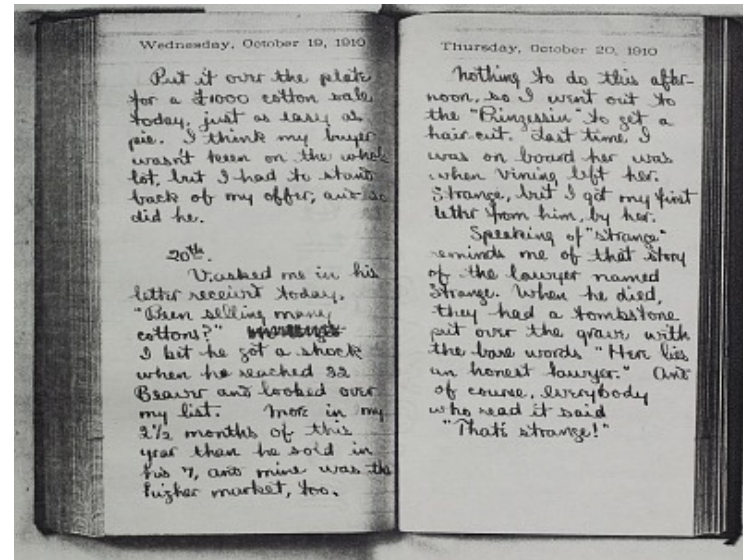 Wednesday, October 19, 1910
Put it over the plate
for a £1000 cotton sale
today, just as easy as
pie. I think my buyer
wasn't keen on the whole
lot, but I had to stand
back of my offer, and so
did he.
20th.
V. asked me in his
letter received today,
"Been selling many
cottons?"
I bet he got a shock
when he reached 32
Beaver and looked over
my list. More in my
2½ months of this
year than he sold in
his 7, and mine was the
higher market, too.
Thursday, October 20, 1910
Nothing to do this after-
noon, so I went out to
the "Prinzessin" to get a
hair-cut. Last time I
was on board her was
when Vining left her.
Strange, but I got my first
letter from him, by her.
Speaking of "strange"
reminds me of that story
of the lawyer named
Strange. When he died,
they had a tombstone
put over the grave with
the bare words "Here lies
an honest lawyer." And
of course, everybody
who read it said
"That's strange!"